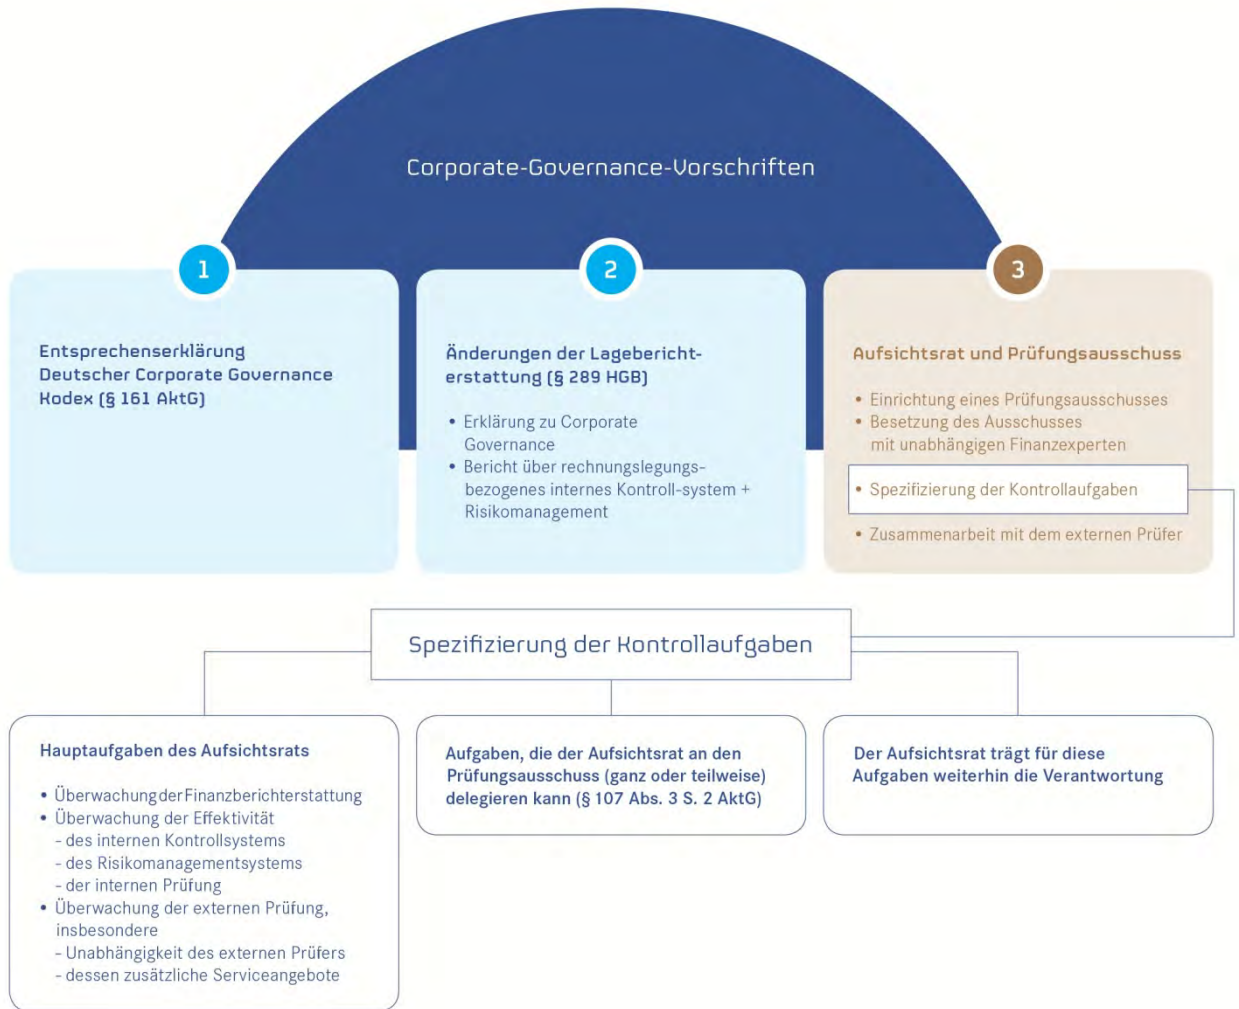 Corporate-Governance-Vorschriften
1
Entsprechenserklärung
Deutscher Corporate Governance
Kodex (§ 161 AktG)
2
Änderungen der Lagebericht-
erstattung (§ 289 HGB)
• Erklärung zu Corporate
Governance
• Bericht über rechnungslegungs-
bezogenes internes Kontroll-system +
Risikomanagement
3
Aufsichtsrat und Prüfungsausschuss
• Einrichtung eines Prüfungsausschusses
• Besetzung des Ausschusses
mit unabhängigen Finanzexperten
• Spezifizierung der Kontrollaufgaben
• Zusammenarbeit mit dem externen Prüfer
Spezifizierung der Kontrollaufgaben
Hauptaufgaben des Aufsichtsrats
• Überwachung der Finanzberichterstattung
• Überwachung der Effektivität
- des internen Kontrollsystems
- des Risikomanagementsystems
- der internen Prüfung
• Überwachung der externen Prüfung,
insbesondere
- Unabhängigkeit des externen Prüfers
- dessen zusätzliche Serviceangebote
Aufgaben, die der Aufsichtsrat an den
Prüfungsausschuss (ganz oder teilweise)
delegieren kann (§ 107 Abs. 3 S. 2 AktG)
Der Aufsichtsrat trägt für diese
Aufgaben weiterhin die Verantwortung